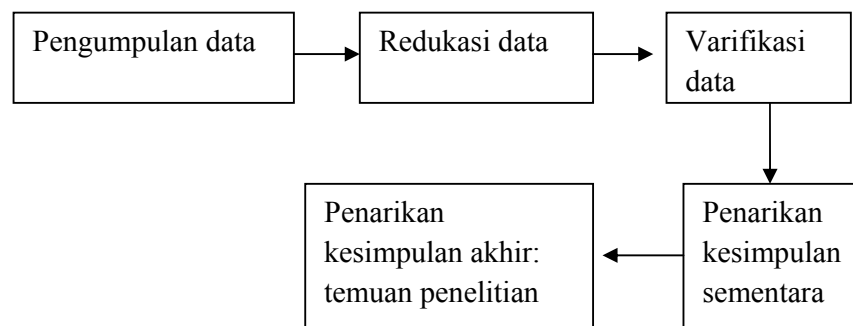 Pengumpulan data
Redukasi data
Varifikasi
data
Penarikan
kesimpulan
sementara
Penarikan
kesimpulan akhir:
temuan penelitian